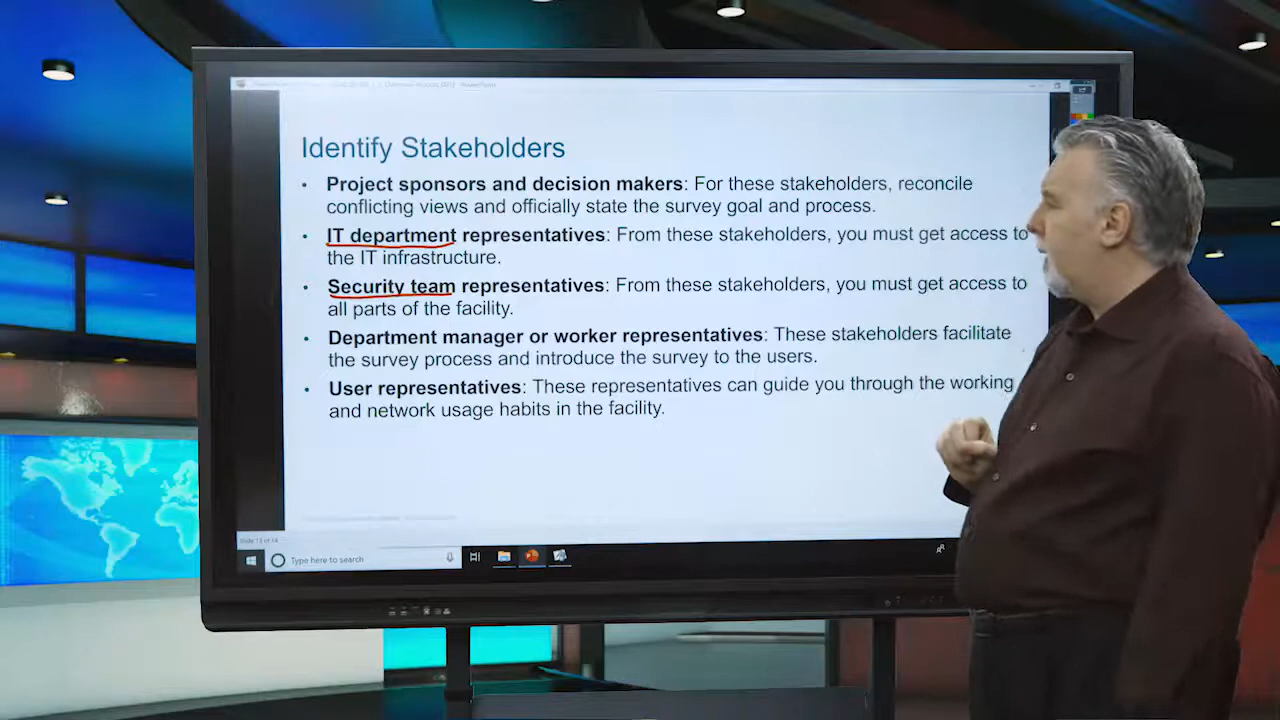 Identify Stakeholders
• Project sponsors and decision makers: For these stakeholders, reconcile
conflicting views and officially state the survey goal and process.
• IT department representatives: From these stakeholders, you must get access to
the IT infrastructure.
• Security team representatives: From these stakeholders, you must get access to
all parts of the facility.
• Department manager or worker representatives: These stakeholders facilitate
the survey process and introduce the survey to the users.
• User representatives: These representatives can guide you through the working
and network usage habits in the facility.
Slide 13 of 14
Type here to search